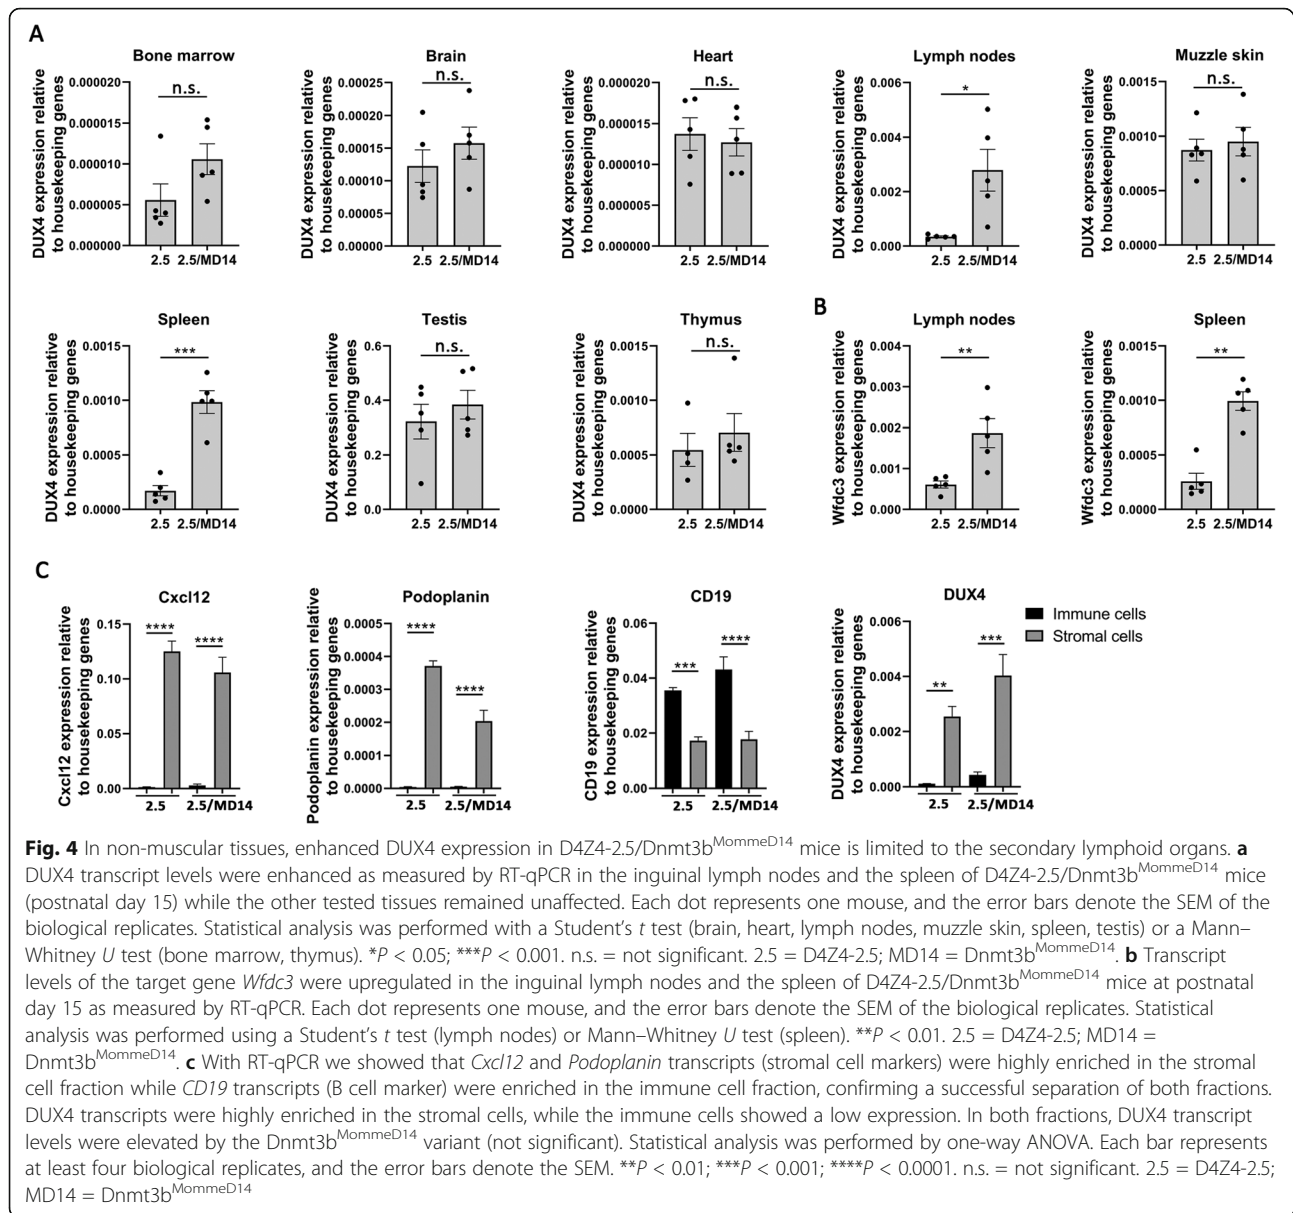 A
Bone marrow
DUX4 expression relative
to housekeeping genes
0.000020
0.000015
0.000010
0.000005
0.000000
n.s.
2.5 2.5/MD14
Brain
DUX4 expression relative
to housekeeping genes
0.00025
0.00020
0.00015
0.00010
0.00005
0.00000
n.s.
2.5 2.5/MD14
Heart
DUX4 expression relative
to housekeeping genes
0.000020
0.000015
0.000010
0.000005
0.000000
n.s.
2.5 2.5/MD14
Lymph nodes
DUX4 expression relative
to housekeeping genes
0.006
0.004
0.002
0.000
*
2.5 2.5/MD14
Muzzle skin
DUX4 expression relative
to housekeeping genes
0.0015
0.0010
0.0005
0.0000
n.s.
2.5 2.5/MD14
Spleen
DUX4 expression relative
to housekeeping genes
0.0015
0.0010
0.0005
0.0000
***
2.5 2.5/MD14
Testis
DUX4 expression relative
to housekeeping genes
0.6
0.4
0.2
0.0
n.s.
2.5 2.5/MD14
Thymus
DUX4 expression relative
to housekeeping genes
0.0015
0.0010
0.0005
0.0000
n.s.
2.5 2.5/MD14
B
Lymph nodes
Wfdc3 expression relative
to housekeeping genes
0.004
0.003
0.002
0.001
0.000
**
2.5 2.5/MD14
Spleen
Wfdc3 expression relative
to housekeeping genes
0.0015
0.0010
0.0005
0.0000
**
2.5 2.5/MD14
C
Cxcl12
Cxcl12 expression relative
to housekeeping genes
0.15
0.10
0.05
0.00
****
****
2.5 2.5/MD14
Podoplanin
Podoplanin expression relative
to housekeeping genes
0.0005
0.0004
0.0003
0.0002
0.0001
0.0000
****
****
2.5 2.5/MD14
CD19
CD19 expression relative
to housekeeping genes
0.06
0.04
0.02
0.00
***
****
2.5 2.5/MD14
DUX4
DUX4 expression relative
to housekeeping genes
0.006
0.004
0.002
0.000
**
***
2.5 2.5/MD14
Immune cells
Stromal cells
Fig. 4 In non-muscular tissues, enhanced DUX4 expression in D4Z4-2.5/Dnmt3b^MommeD14 mice is limited to the secondary lymphoid organs. a
DUX4 transcript levels were enhanced as measured by RT-qPCR in the inguinal lymph nodes and the spleen of D4Z4-2.5/Dnmt3b^MommeD14 mice
(postnatal day 15) while the other tested tissues remained unaffected. Each dot represents one mouse, and the error bars denote the SEM of the
biological replicates. Statistical analysis was performed with a Student's t test (brain, heart, lymph nodes, muzzle skin, spleen, testis) or a Mann–
Whitney U test (bone marrow, thymus). *P < 0.05; ***P < 0.001. n.s. = not significant. 2.5 = D4Z4-2.5; MD14 = Dnmt3b^MommeD14. b Transcript
levels of the target gene Wfdc3 were upregulated in the inguinal lymph nodes and the spleen of D4Z4-2.5/Dnmt3b^MommeD14 mice at postnatal
day 15 as measured by RT-qPCR. Each dot represents one mouse, and the error bars denote the SEM of the biological replicates. Statistical
analysis was performed using a Student's t test (lymph nodes) or Mann–Whitney U test (spleen). **P < 0.01. 2.5 = D4Z4-2.5; MD14 =
Dnmt3b^MommeD14. c With RT-qPCR we showed that Cxcl12 and Podoplanin transcripts (stromal cell markers) were highly enriched in the stromal
cell fraction while CD19 transcripts (B cell marker) were enriched in the immune cell fraction, confirming a successful separation of both fractions.
DUX4 transcripts were highly enriched in the stromal cells, while the immune cells showed a low expression. In both fractions, DUX4 transcript
levels were elevated by the Dnmt3b^MommeD14 variant (not significant). Statistical analysis was performed by one-way ANOVA. Each bar represents
at least four biological replicates, and the error bars denote the SEM. **P < 0.01; ***P < 0.001; ****P < 0.0001. n.s. = not significant. 2.5 = D4Z4-2.5;
MD14 = Dnmt3b^MommeD14